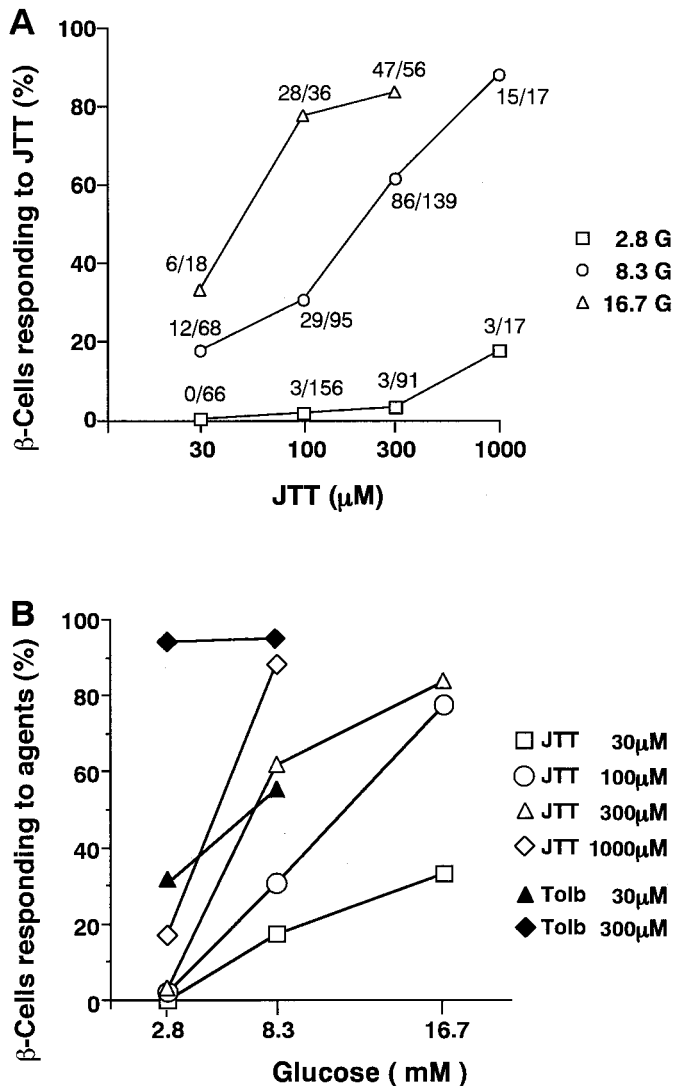 A
β-Cells responding to JTT (%)
100
80
60
40
20
0
47/56
28/36
15/17
86/139
6/18
12/68
29/95
3/17
0/66
3/156
3/91
30
100
300
1000
JTT (μM)
2.8 G
8.3 G
16.7 G
B
β-Cells responding to agents (%)
100
80
60
40
20
0
2.8
8.3
16.7
Glucose ( mM )
JTT 30μM
JTT 100μM
JTT 300μM
JTT 1000μM
Tolb 30μM
Tolb 300μM